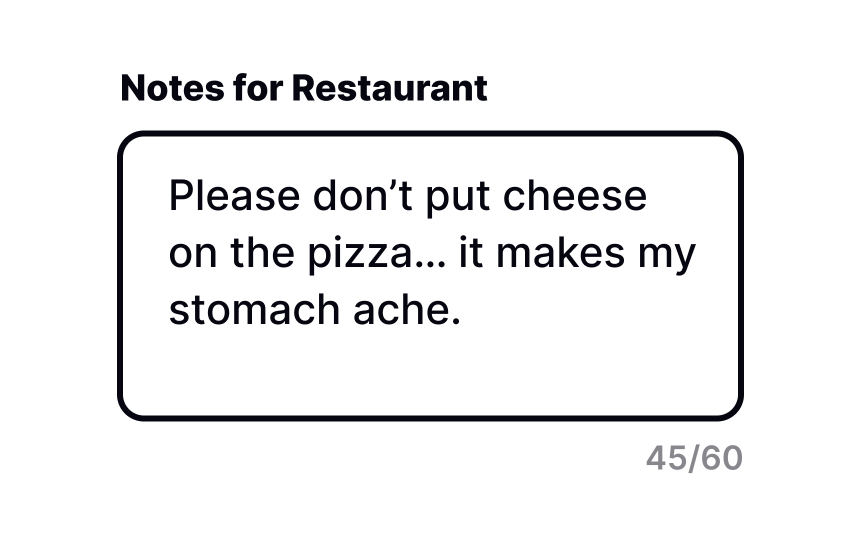 Notes for Restaurant
Please don’t put cheese
on the pizza... it makes my
stomach ache.
45/60